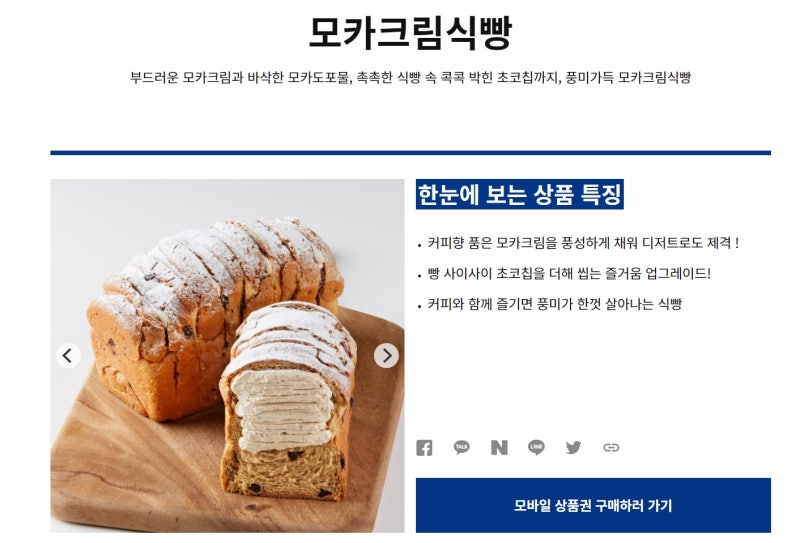 모카크림식빵
부드러운 모카크림과 바삭한 모카도포물, 촉촉한 식빵 속 콕콕 박힌 초코칩까지, 풍미가득 모카크림식빵
한눈에 보는 상품 특징
• 커피향 품은 모카크림을 풍성하게 채워 디저트로도 제격 !
• 빵 사이사이 초코칩을 더해 씹는 즐거움 업그레이드!
• 커피와 함께 즐기면 풍미가 한껏 살아나는 식빵
TALK
N
LINE
모바일 상품권 구매하러 가기